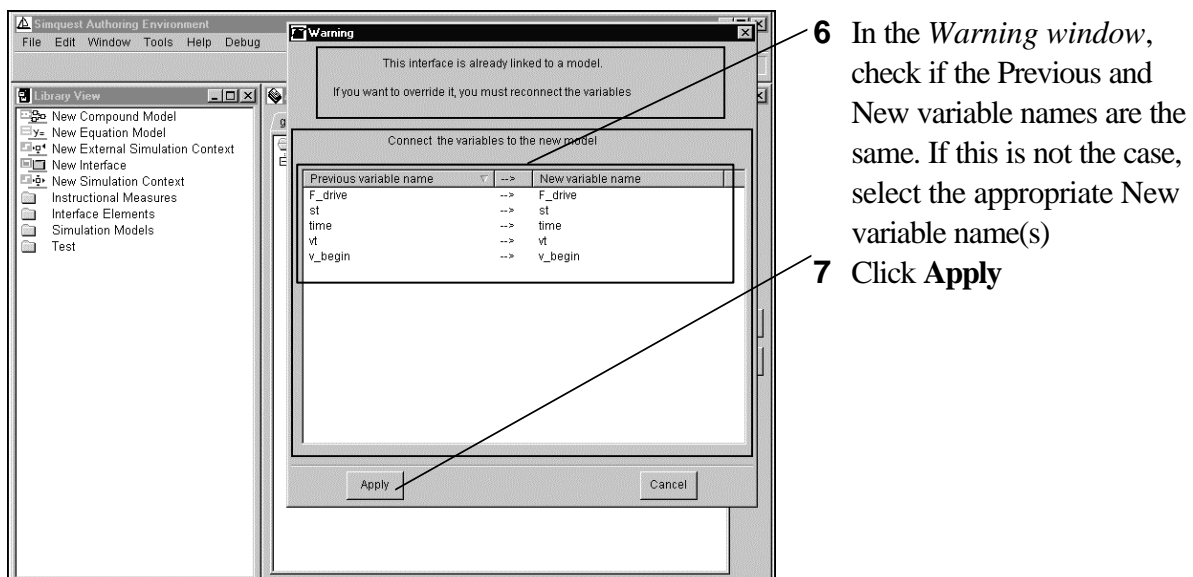 Simquest Authoring Environment
File Edit Window Tools Help Debug
Library View
New Compound Model
y= New Equation Model
New External Simulation Context
New Interface
New Simulation Context
Instructional Measures
Interface Elements
Simulation Models
Test
Warning
This interface is already linked to a model.
If you want to override it, you must reconnect the variables
Connect the variables to the new model
Previous variable name --> New variable name
F_drive --> F_drive
st --> st
time --> time
vt --> vt
v_begin --> v_begin
Apply Cancel
6 In the Warning window,
check if the Previous and
New variable names are the
same. If this is not the case,
select the appropriate New
variable name(s)
7 Click Apply